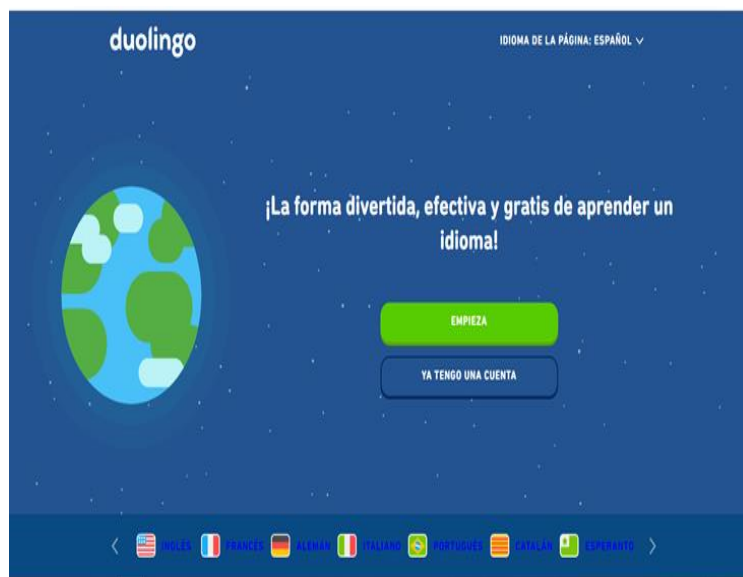 duolingo
IDIOMA DE LA PÁGINA: ESPAÑOL
¡La forma divertida, efectiva y gratis de aprender un
idioma!
EMPIEZA
YA TENGO UNA CUENTA
INGLÉS FRANCÉS ALEMÁN ITALIANO PORTUGUÉS CATALÁN ESPERANTO